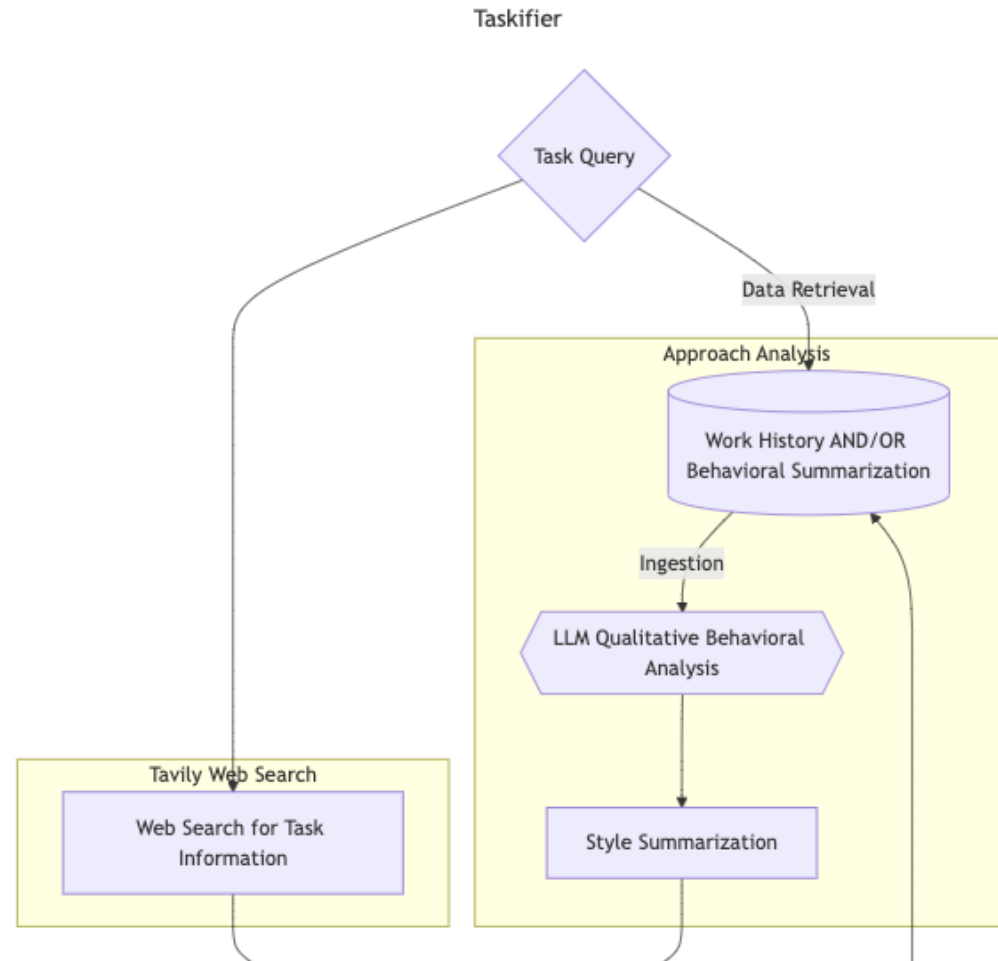 Taskifier
Task Query
Data Retrieval
Approach Analysis
Work History AND/OR
Behavioral Summarization
Ingestion
LLM Qualitative Behavioral
Analysis
Tavily Web Search
Web Search for Task
Information
Style Summarization